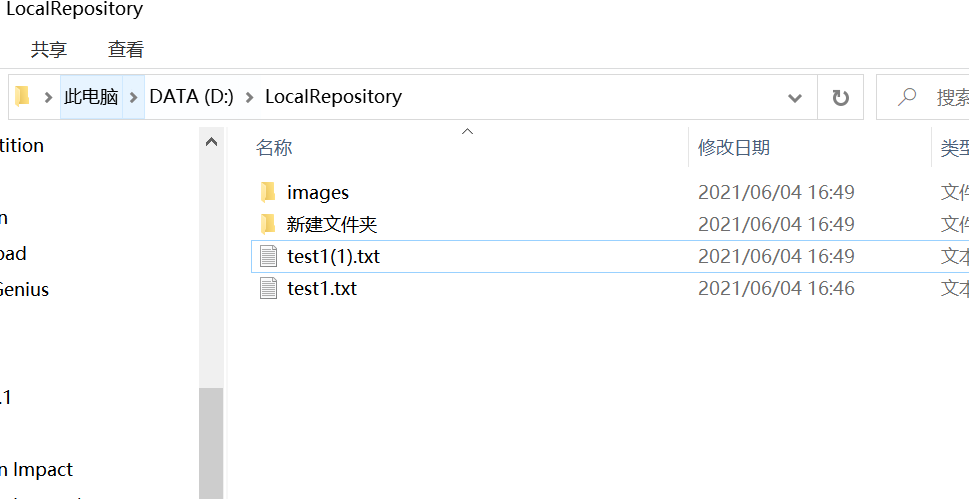 LocalRepository
共享 查看
此电脑 DATA (D:) LocalRepository
搜索
名称 修改日期 类型
images 2021/06/04 16:49 文件
新建文件夹 2021/06/04 16:49 文件
test1(1).txt 2021/06/04 16:49 文本
test1.txt 2021/06/04 16:46 文本
tition
n
oad
Genius
.1
n Impact